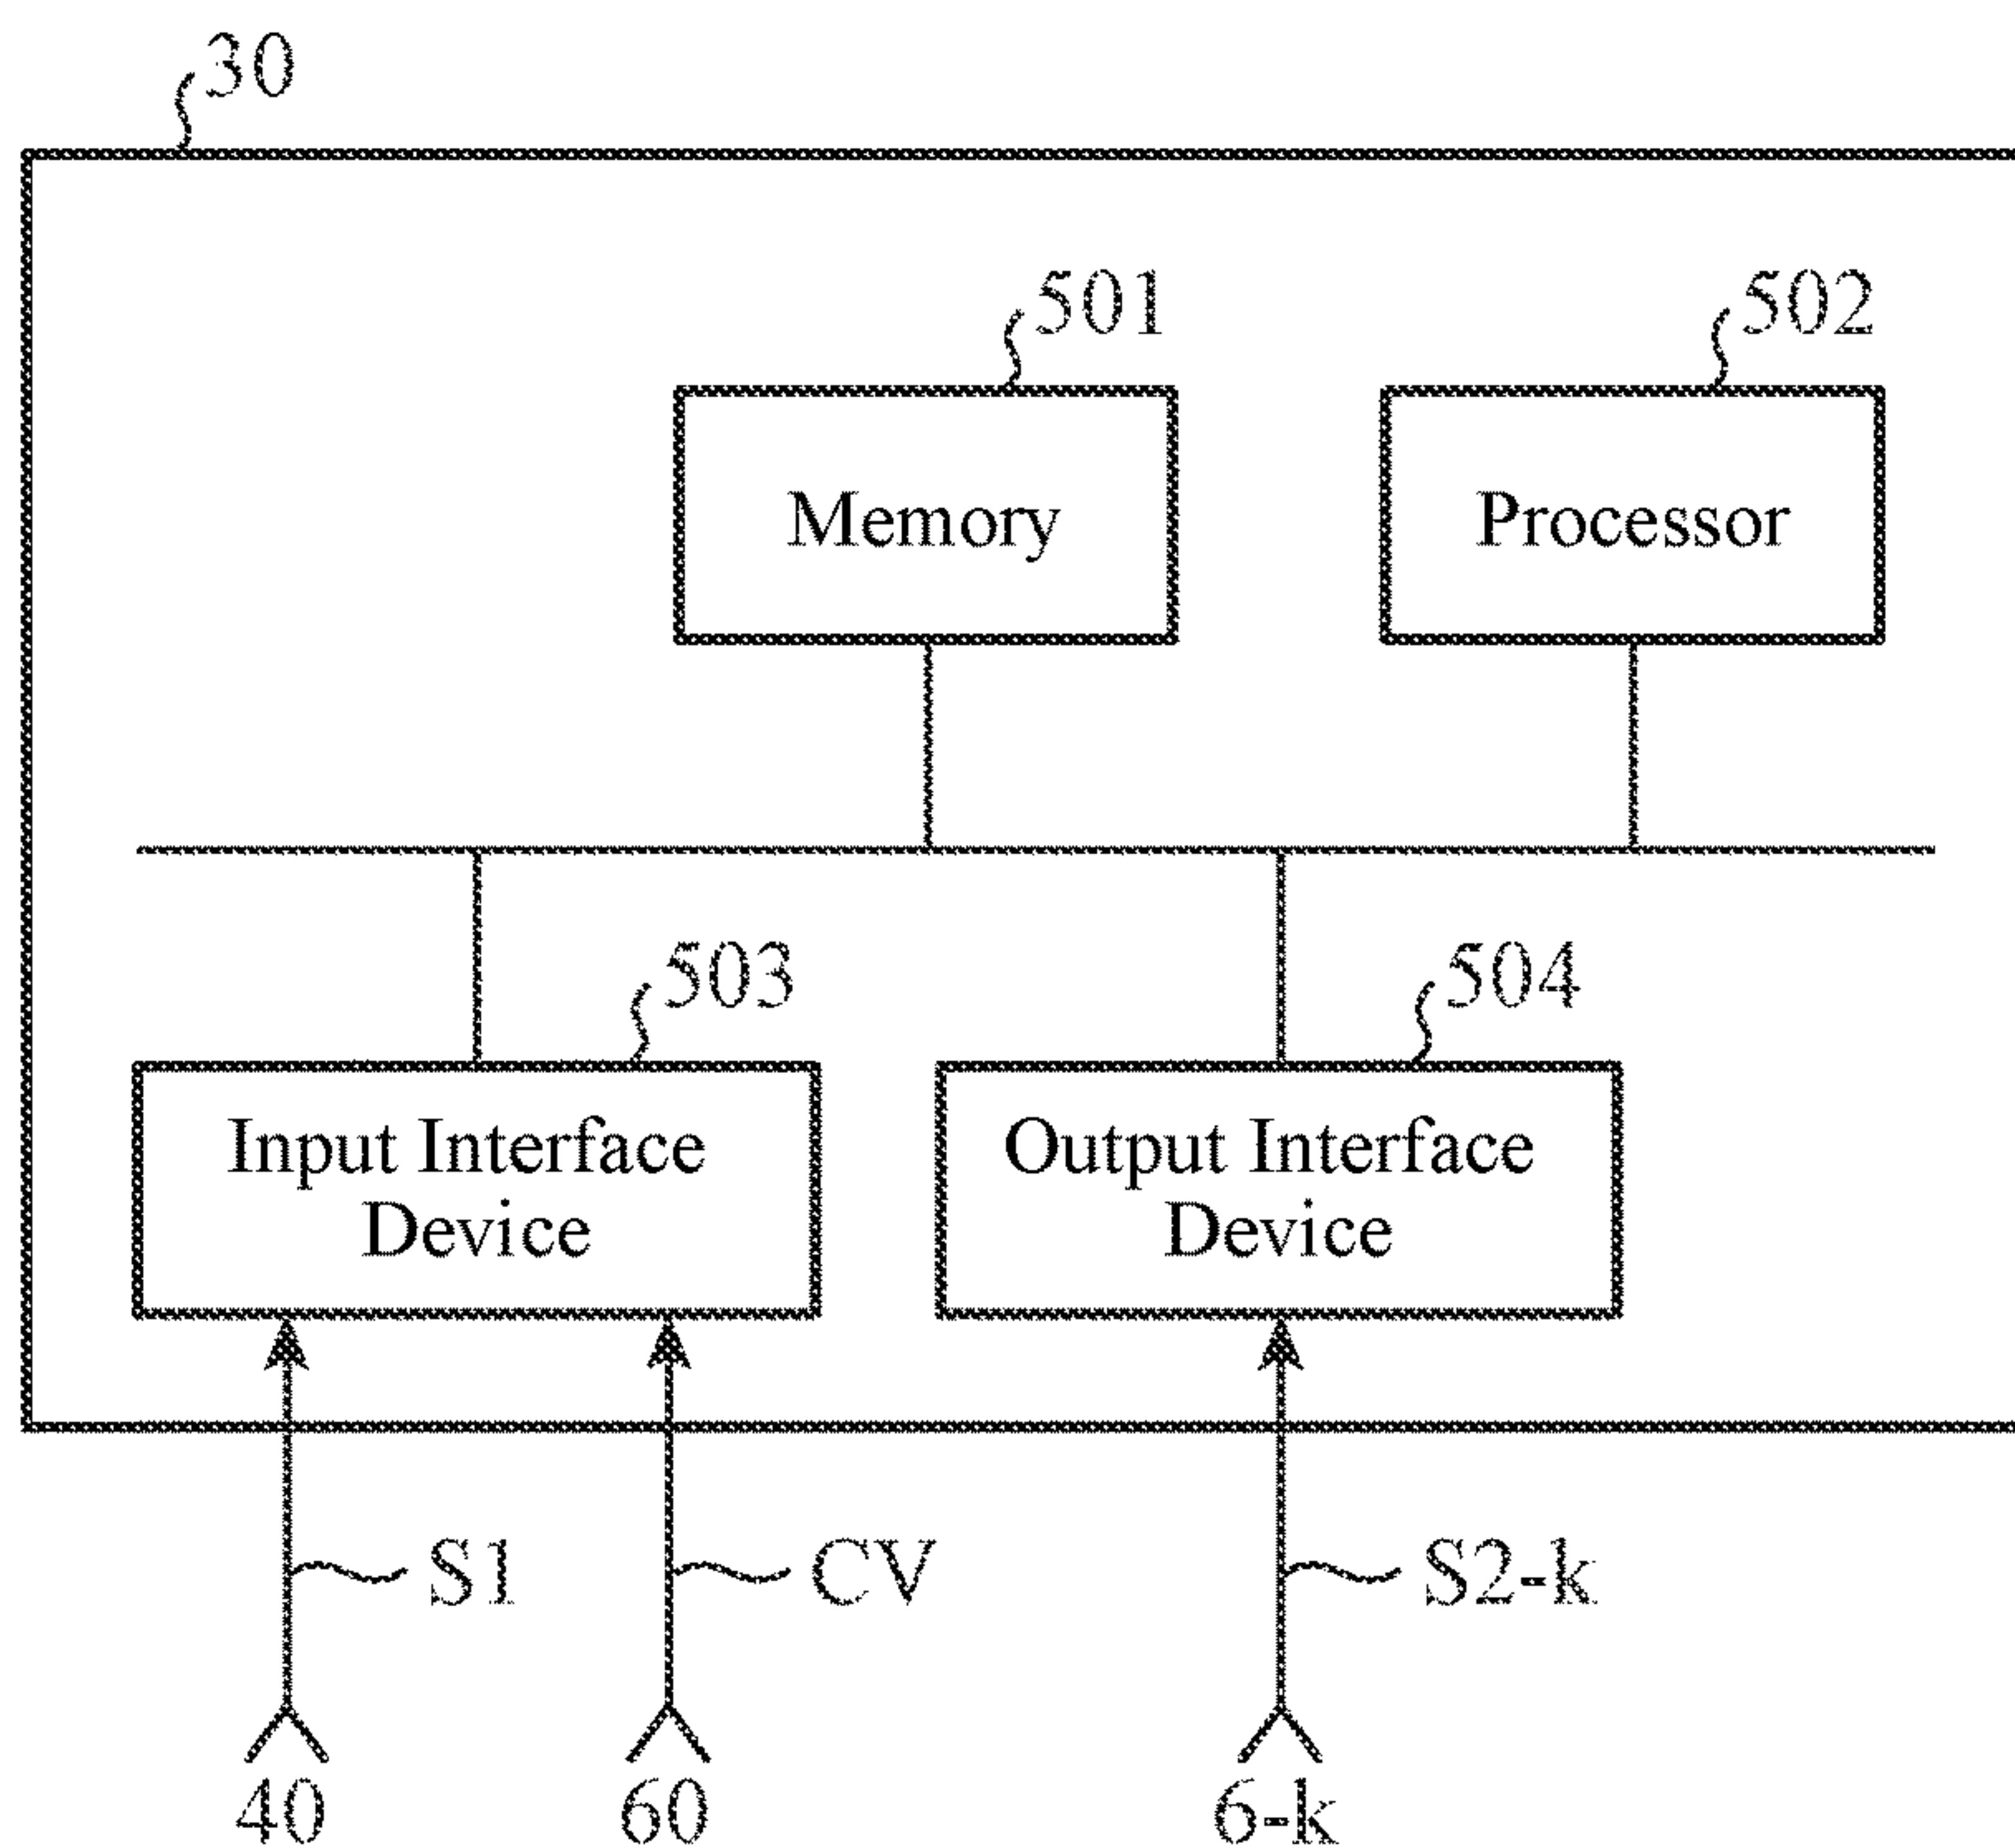 30
501
502
Memory
Processor
503
504
Input Interface
Device
Output Interface
Device
S1
CV
S2-k
40
60
6-k